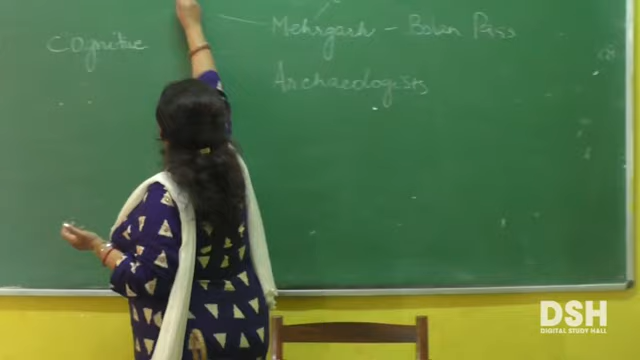 Mehrgarh - Bolan Pass
Cognitive
Archaeologists
DSH
DIGITAL STUDY HALL